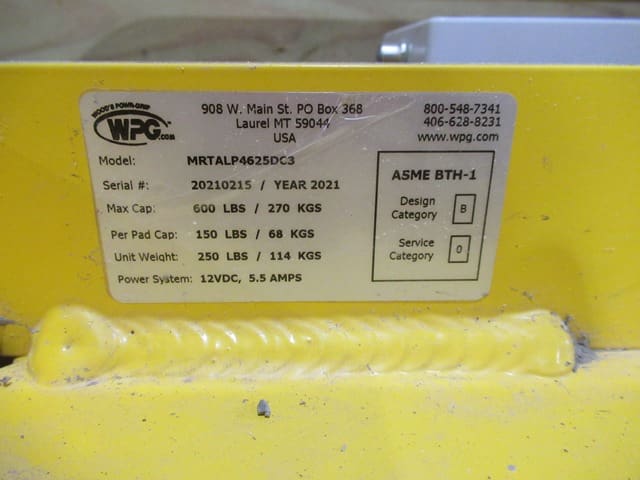 WOOD'S POWR-GRIP
WPG.COM
908 W. Main St. PO Box 368
Laurel MT 59044
USA
800-548-7341
406-628-8231
www.wpg.com
Model: MRTALP4625DC3
Serial #: 20210215 / YEAR 2021
Max Cap: 600 LBS / 270 KGS
Per Pad Cap: 150 LBS / 68 KGS
Unit Weight: 250 LBS / 114 KGS
Power System: 12VDC, 5.5 AMPS
ASME BTH-1
Design
Category B
Service
Category 0